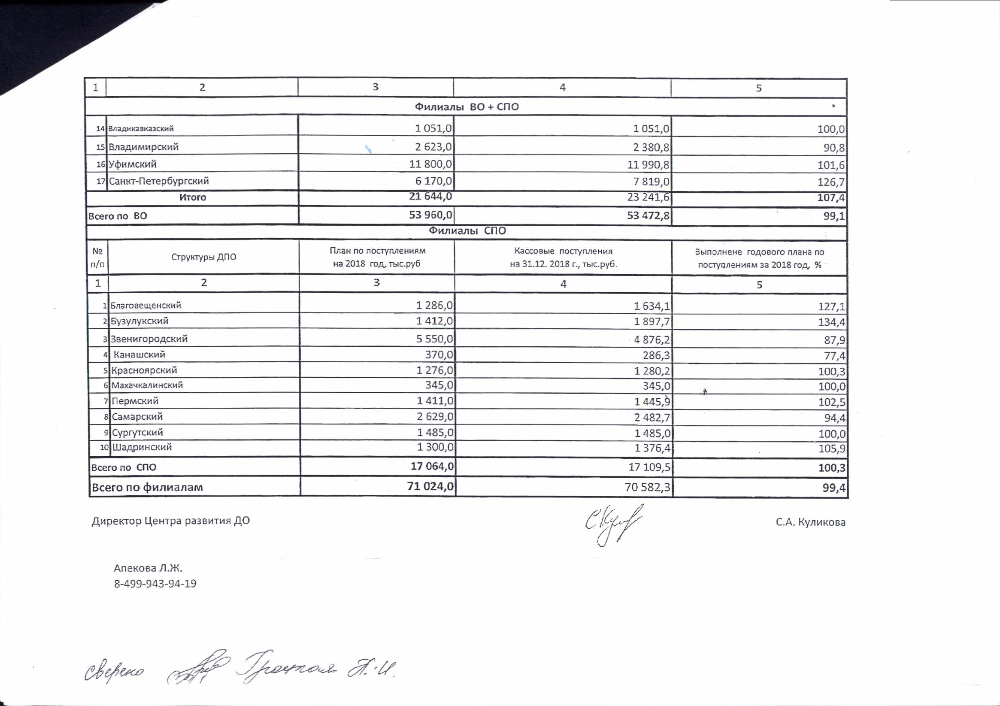 1 2 3 4 5
Филиалы ВО + СПО
14 Владикавказский 1 051,0 1 051,0 100,0
15 Владимирский 2 623,0 2 380,8 90,8
16 Уфимский 11 800,0 11 990,8 101,6
17 Санкт-Петербургский 6 170,0 7 819,0 126,7
Итого 21 644,0 23 241,6 107,4
Всего по ВО 53 960,0 53 472,8 99,1
Филиалы СПО
№ п/п Структуры ДПО План по поступлениям на 2018 год, тыс.руб Кассовые поступления на 31.12. 2018 г., тыс.руб. Выполнене годового плана по поступлениям за 2018 год, %
1 2 3 4 5
1 Благовещенский 1 286,0 1 634,1 127,1
2 Бузулукский 1 412,0 1 897,7 134,4
3 Звенигородский 5 550,0 4 876,2 87,9
4 Канашский 370,0 286,3 77,4
5 Красноярский 1 276,0 1 280,2 100,3
6 Махачкалинский 345,0 345,0 100,0
7 Пермский 1 411,0 1 445,9 102,5
8 Самарский 2 629,0 2 482,7 94,4
9 Сургутский 1 485,0 1 485,0 100,0
10 Шадринский 1 300,0 1 376,4 105,9
Всего по СПО 17 064,0 17 109,5 100,3
Всего по филиалам 71 024,0 70 582,3 99,4
Директор Центра развития ДО С.А. Куликова
Апекова Л.Ж.
8-499-943-94-19
Сверено